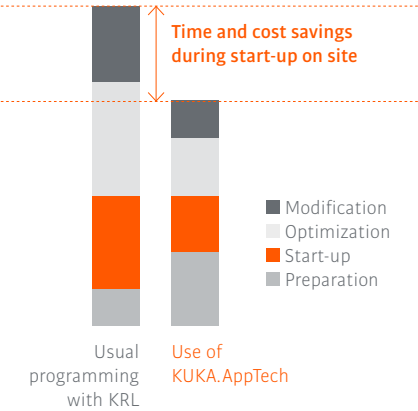 Time and cost savings
during start-up on site
Modification
Optimization
Start-up
Preparation
Usual
programming
with KRL
Use of
KUKA.AppTech